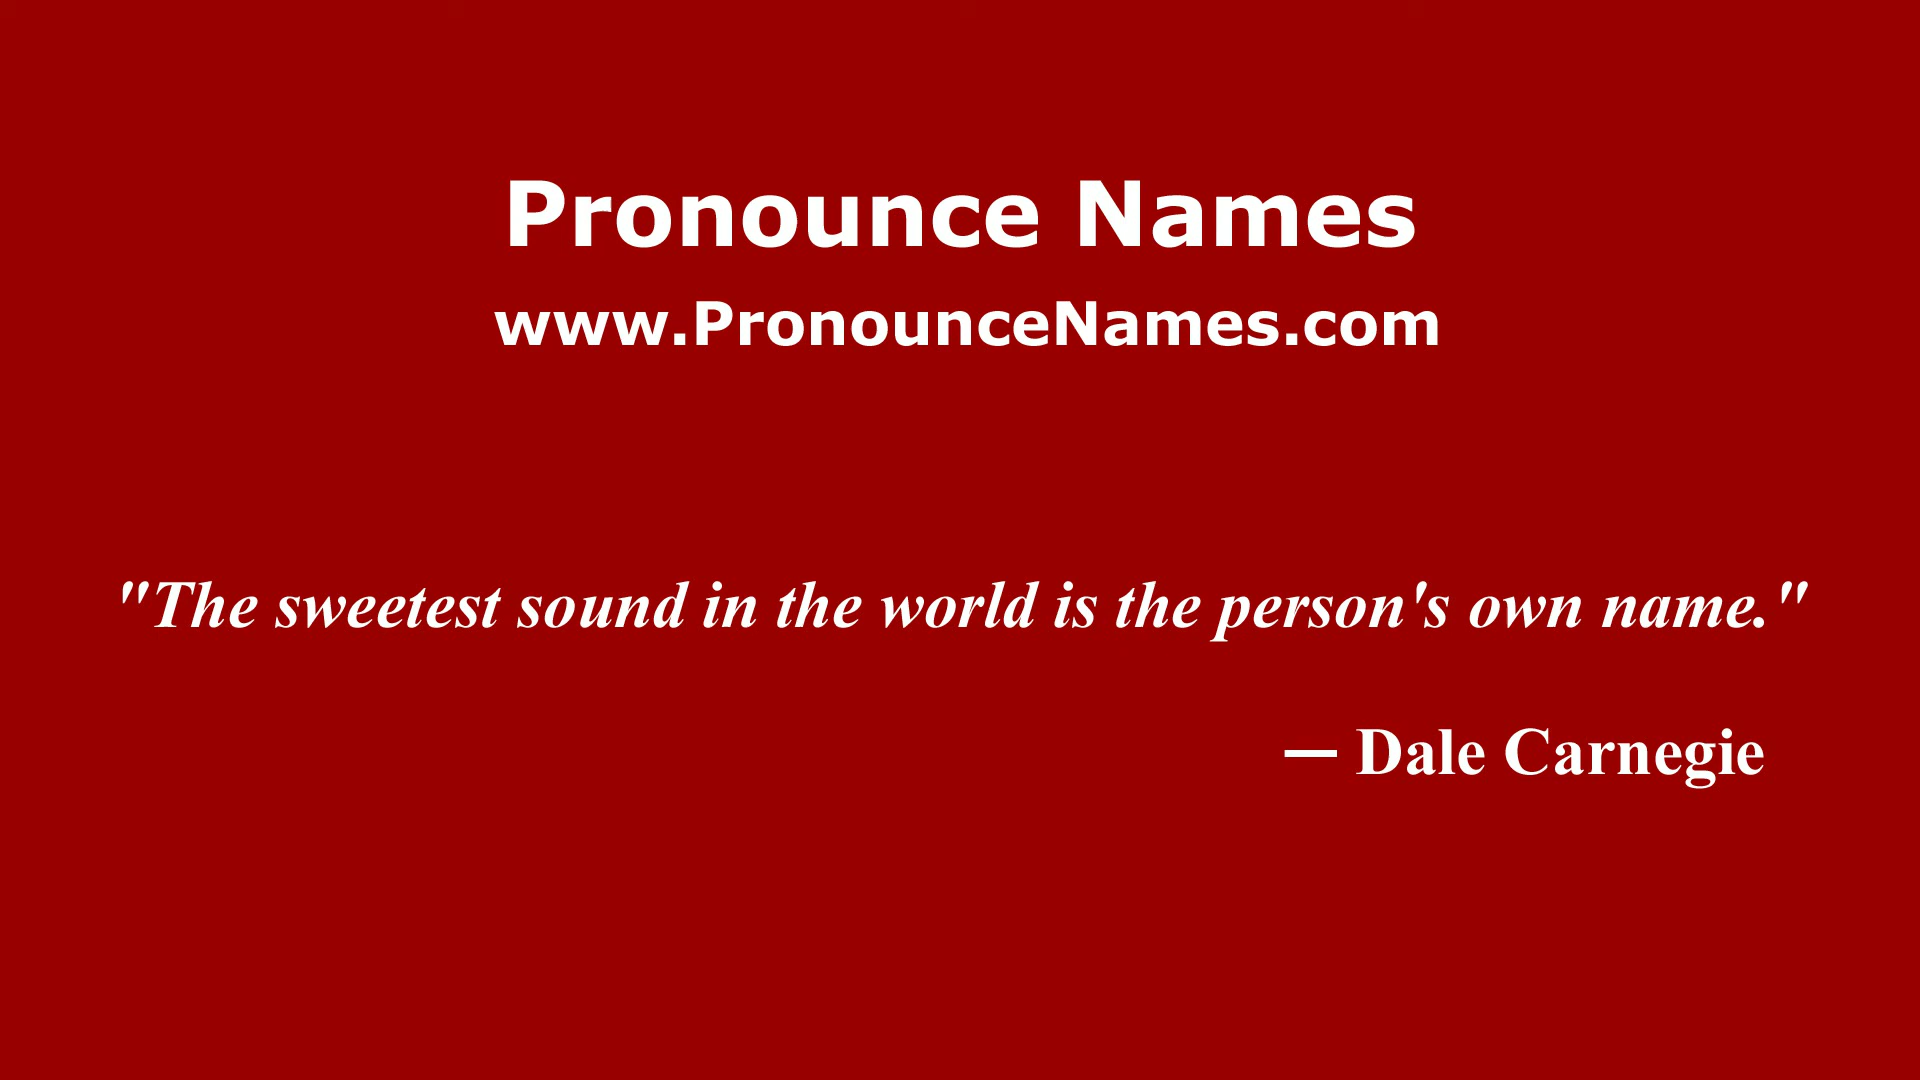 Pronounce Names
www.PronounceNames.com
"The sweetest sound in the world is the person's own name."
— Dale Carnegie